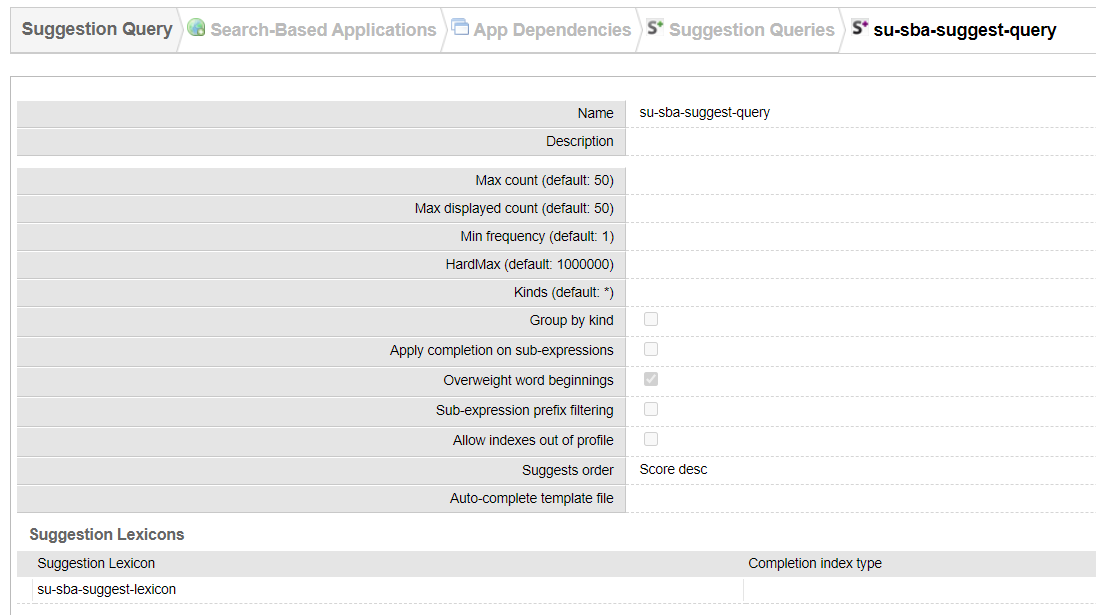 Suggestion Query Search-Based Applications App Dependencies S+ Suggestion Queries S+ su-sba-suggest-query
Name su-sba-suggest-query
Description
Max count (default: 50)
Max displayed count (default: 50)
Min frequency (default: 1)
HardMax (default: 1000000)
Kinds (default: *)
Group by kind
Apply completion on sub-expressions
Overweight word beginnings
Sub-expression prefix filtering
Allow indexes out of profile
Suggests order Score desc
Auto-complete template file
Suggestion Lexicons
Suggestion Lexicon Completion index type
su-sba-suggest-lexicon